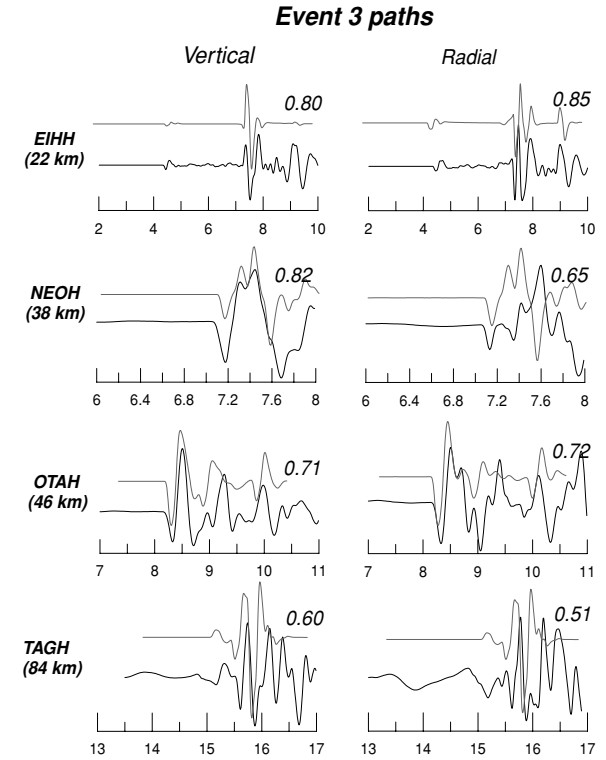 Event 3 paths
Vertical
Radial
0.80
0.85
EIHH
(22 km)
2 4 6 8 10
2 4 6 8 10
0.82
0.65
NEOH
(38 km)
6 6.4 6.8 7.2 7.6 8
6 6.4 6.8 7.2 7.6 8
0.71
0.72
OTAH
(46 km)
7 8 9 10 11
7 8 9 10 11
0.60
0.51
TAGH
(84 km)
13 14 15 16 17
13 14 15 16 17